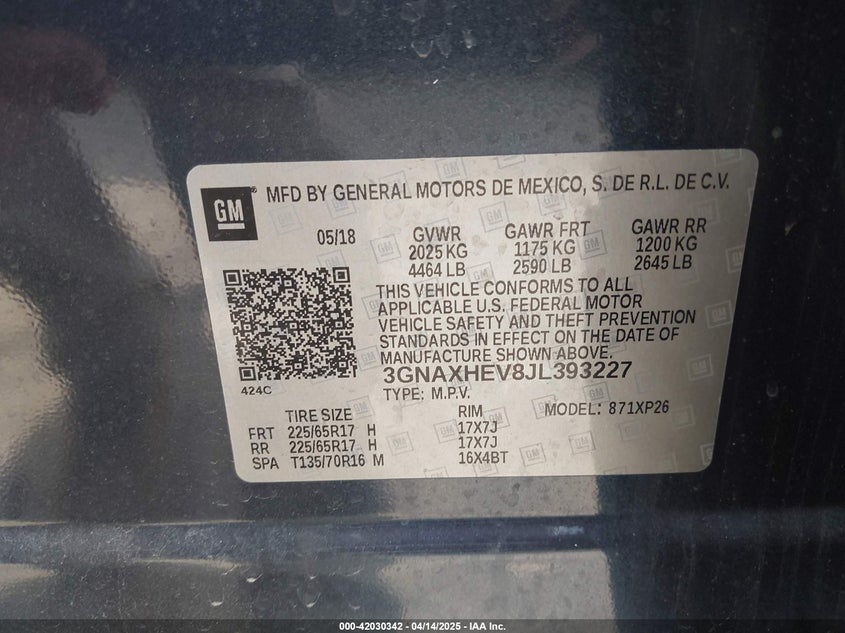 GM
®
MFD BY GENERAL MOTORS DE MEXICO, S. DE R.L. DE C.V.
05/18 GVWR GAWR FRT GAWR RR
2025 KG 1175 KG 1200 KG
4464 LB 2590 LB 2645 LB
THIS VEHICLE CONFORMS TO ALL
APPLICABLE U.S. FEDERAL MOTOR
VEHICLE SAFETY AND THEFT PREVENTION
STANDARDS IN EFFECT ON THE DATE OF
MANUFACTURE SHOWN ABOVE.
424C
3GNAXHEV8JL393227
TYPE: M.P.V.
TIRE SIZE RIM MODEL: 871XP26
FRT 225/65R17 H 17X7J
RR 225/65R17 H 17X7J
SPA T135/70R16 M 16X4BT
000-42030342 - 04/14/2025 - IAA Inc.